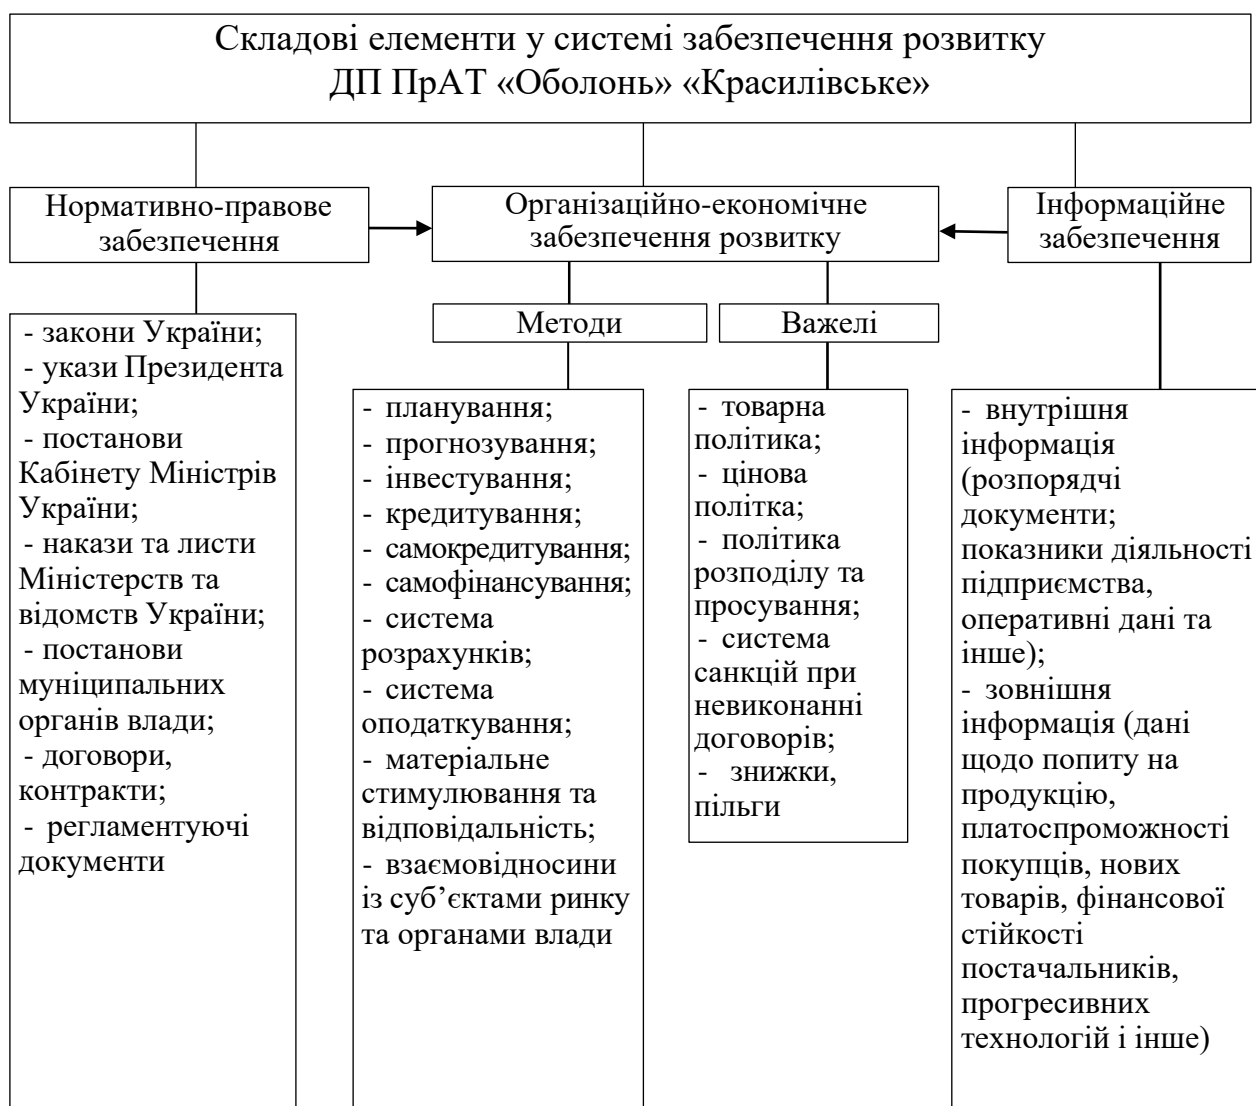 Складові елементи у системі забезпечення розвитку
ДП ПрАТ «Оболонь» «Красилівське»
Нормативно-правове
забезпечення
Організаційно-економічне
забезпечення розвитку
Інформаційне
забезпечення
Методи
Важелі
- закони України;
- укази Президента
України;
- постанови
Кабінету Міністрів
України;
- накази та листи
Міністерств та
відомств України;
- постанови
муніципальних
органів влади;
- договори,
контракти;
- регламентуючі
документи
- планування;
- прогнозування;
- інвестування;
- кредитування;
- самокредитування;
- самофінансування;
- система
розрахунків;
- система
оподаткування;
- матеріальне
стимулювання та
відповідальність;
- взаємовідносини
із суб’єктами ринку
та органами влади
- товарна
політика;
- цінова
політка;
- політика
розподілу та
просування;
- система
санкцій при
невиконанні
договорів;
- знижки,
пільги
- внутрішня
інформація
(розпорядчі
документи;
показники діяльності
підприємства,
оперативні дані та
інше);
- зовнішня
інформація (дані
щодо попиту на
продукцію,
платоспроможності
покупців, нових
товарів, фінансової
стійкості
постачальників,
прогресивних
технологій і інше)